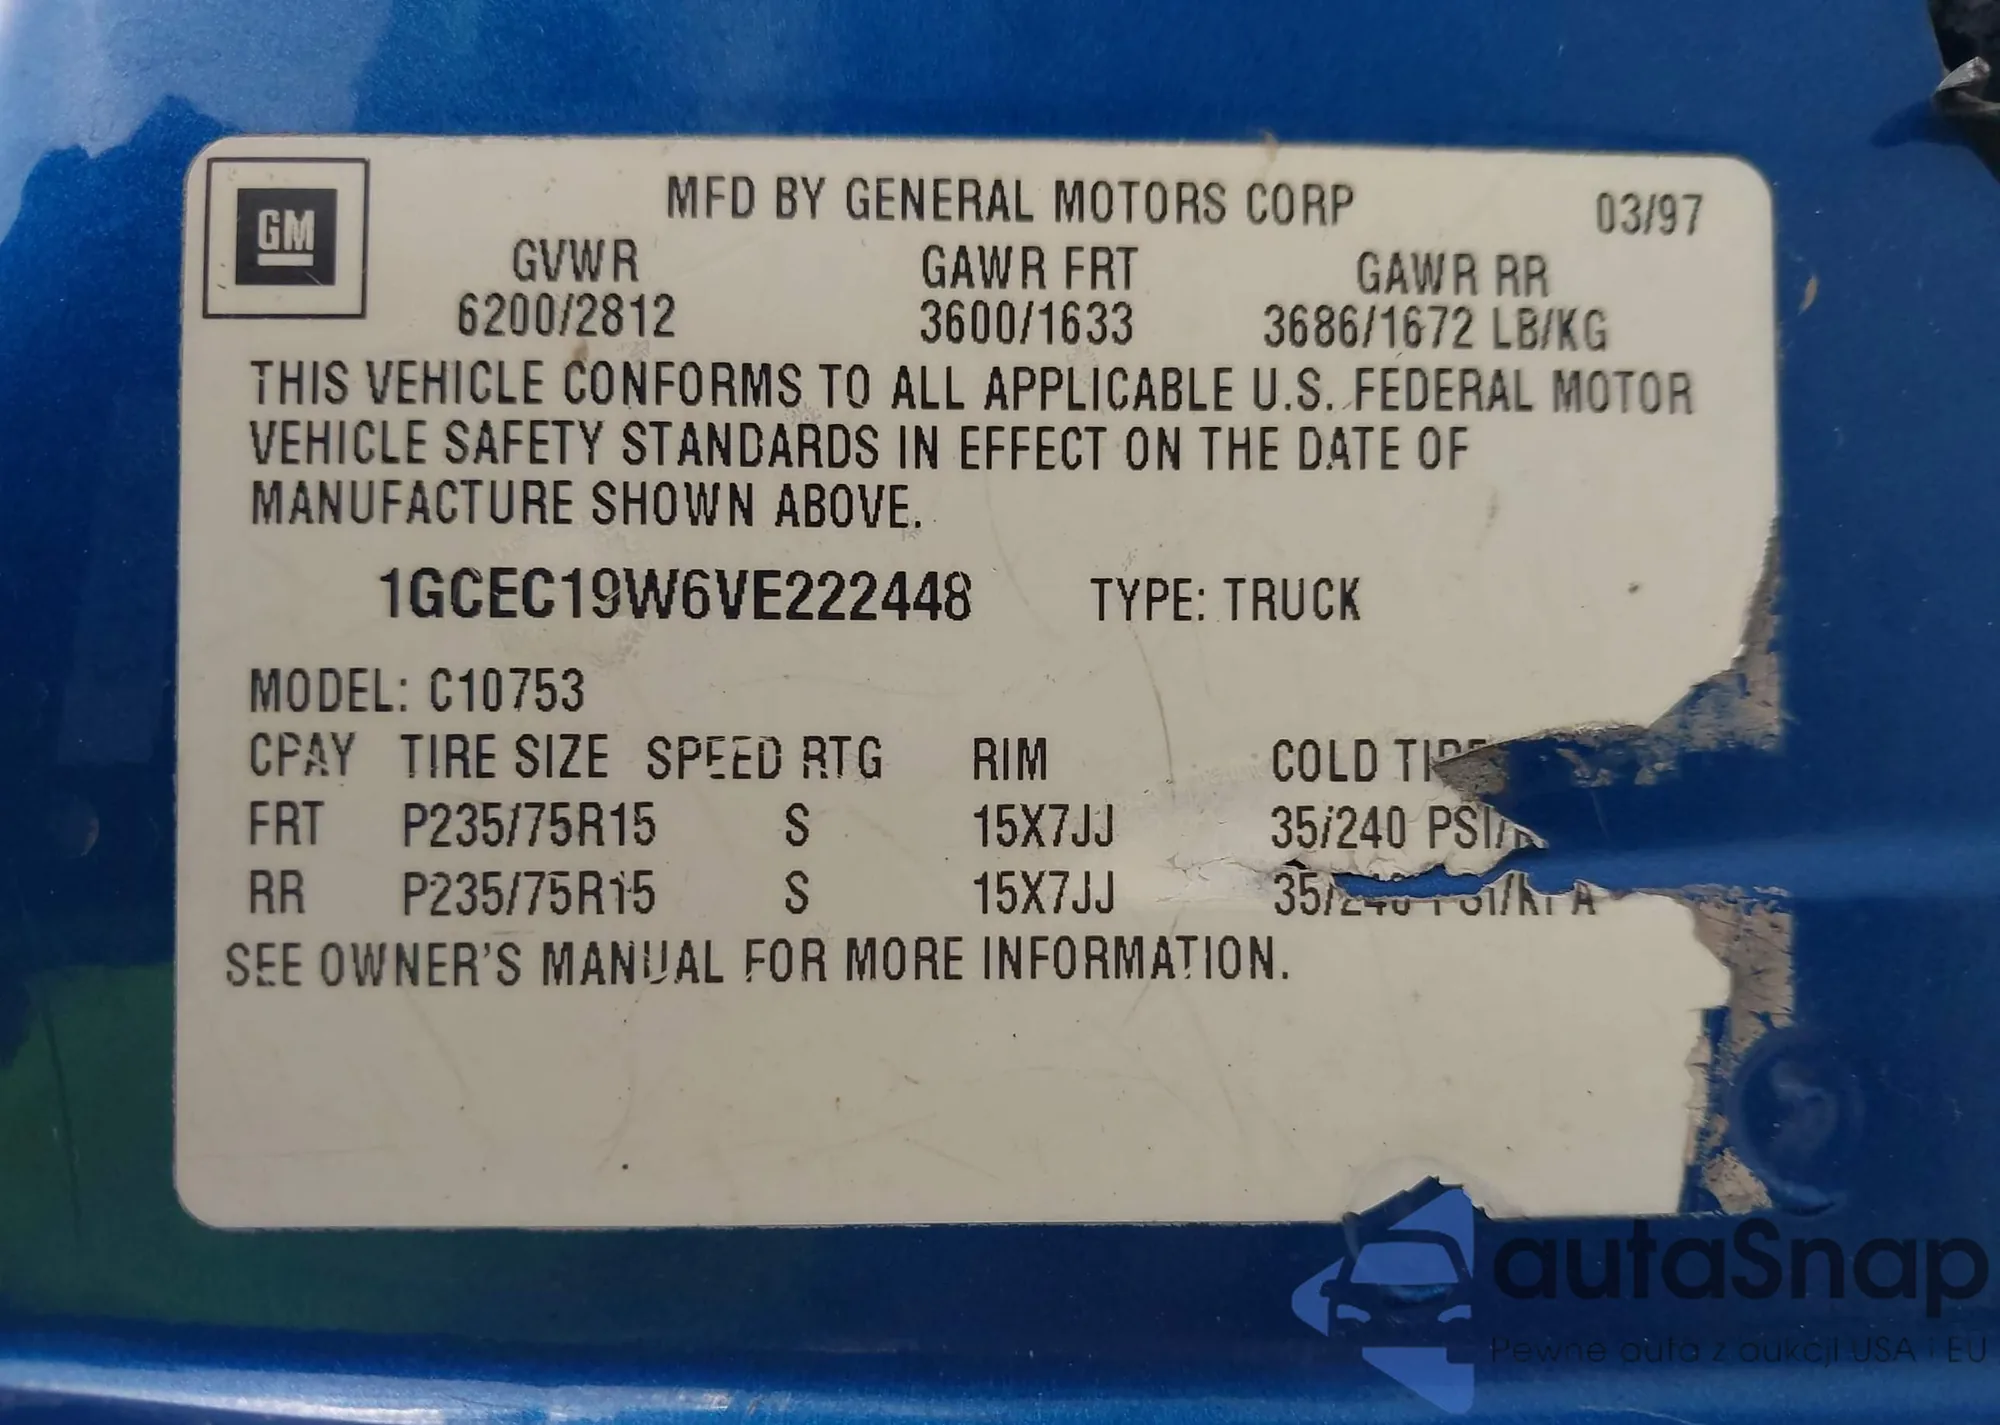 GM
MFD BY GENERAL MOTORS CORP 03/97
GVWR GAWR FRT GAWR RR
6200/2812 3600/1633 3686/1672 LB/KG
THIS VEHICLE CONFORMS TO ALL APPLICABLE U.S. FEDERAL MOTOR
VEHICLE SAFETY STANDARDS IN EFFECT ON THE DATE OF
MANUFACTURE SHOWN ABOVE.
1GCEC19W6VE222448 TYPE: TRUCK
MODEL: C10753
CPAY TIRE SIZE SPEED RTG RIM COLD
FRT P235/75R15 S 15X7JJ 35/240
RR P235/75R15 S 15X7JJ
SEE OWNER'S MANUAL FOR MORE INFORMATION.
autaSnap
Pewne auta z aukcji USA i EU